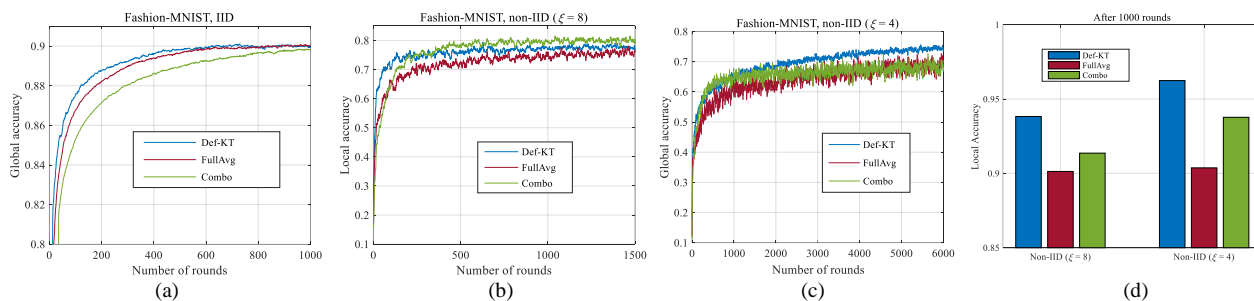 Fashion-MNIST, IID
Global accuracy
0.9
0.88
0.86
0.84
0.82
0.8
Def-KT
FullAvg
Combo
0
200
400
600
800
1000
Number of rounds
(a)
Fashion-MNIST, non-IID (ξ = 8)
Local accuracy
0.8
0.7
0.6
0.5
0.4
0.3
0.2
0.1
Def-KT
FullAvg
Combo
0
500
1000
1500
Number of rounds
(b)
Fashion-MNIST, non-IID (ξ = 4)
Global accuracy
0.8
0.7
0.6
0.5
0.4
0.3
0.2
0.1
Def-KT
FullAvg
Combo
0
1000
2000
3000
4000
5000
6000
Number of rounds
(c)
After 1000 rounds
Local Accuracy
1
0.95
0.9
0.85
Def-KT
FullAvg
Combo
Non-IID (ξ = 8)
Non-IID (ξ = 4)
(d)